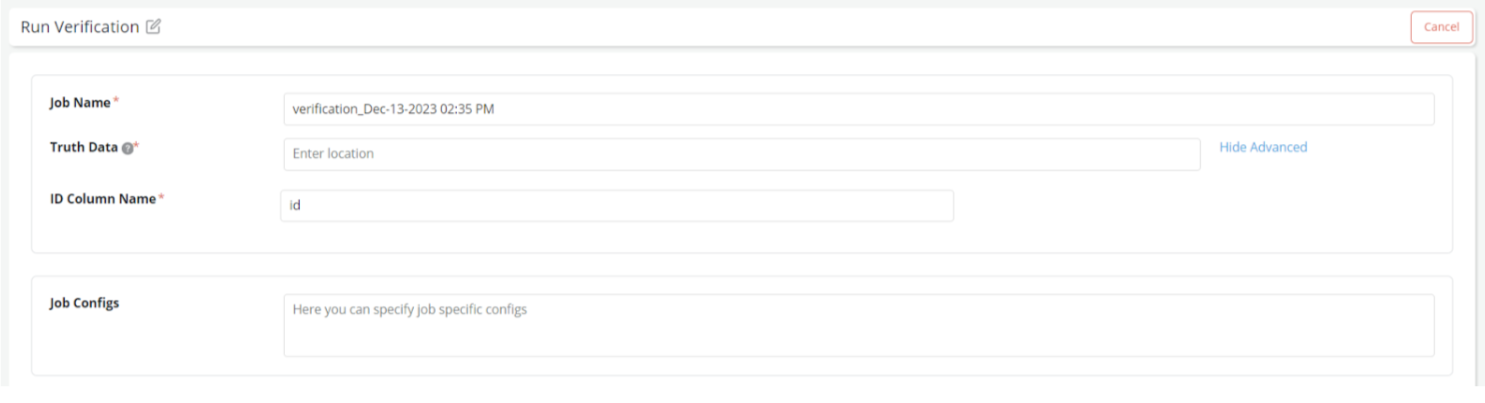 Run Verification
Cancel
Job Name *
verification_Dec-13-2023 02:35 PM
Truth Data ? *
Enter location
Hide Advanced
ID Column Name *
id
Job Configs
Here you can specify job specific configs